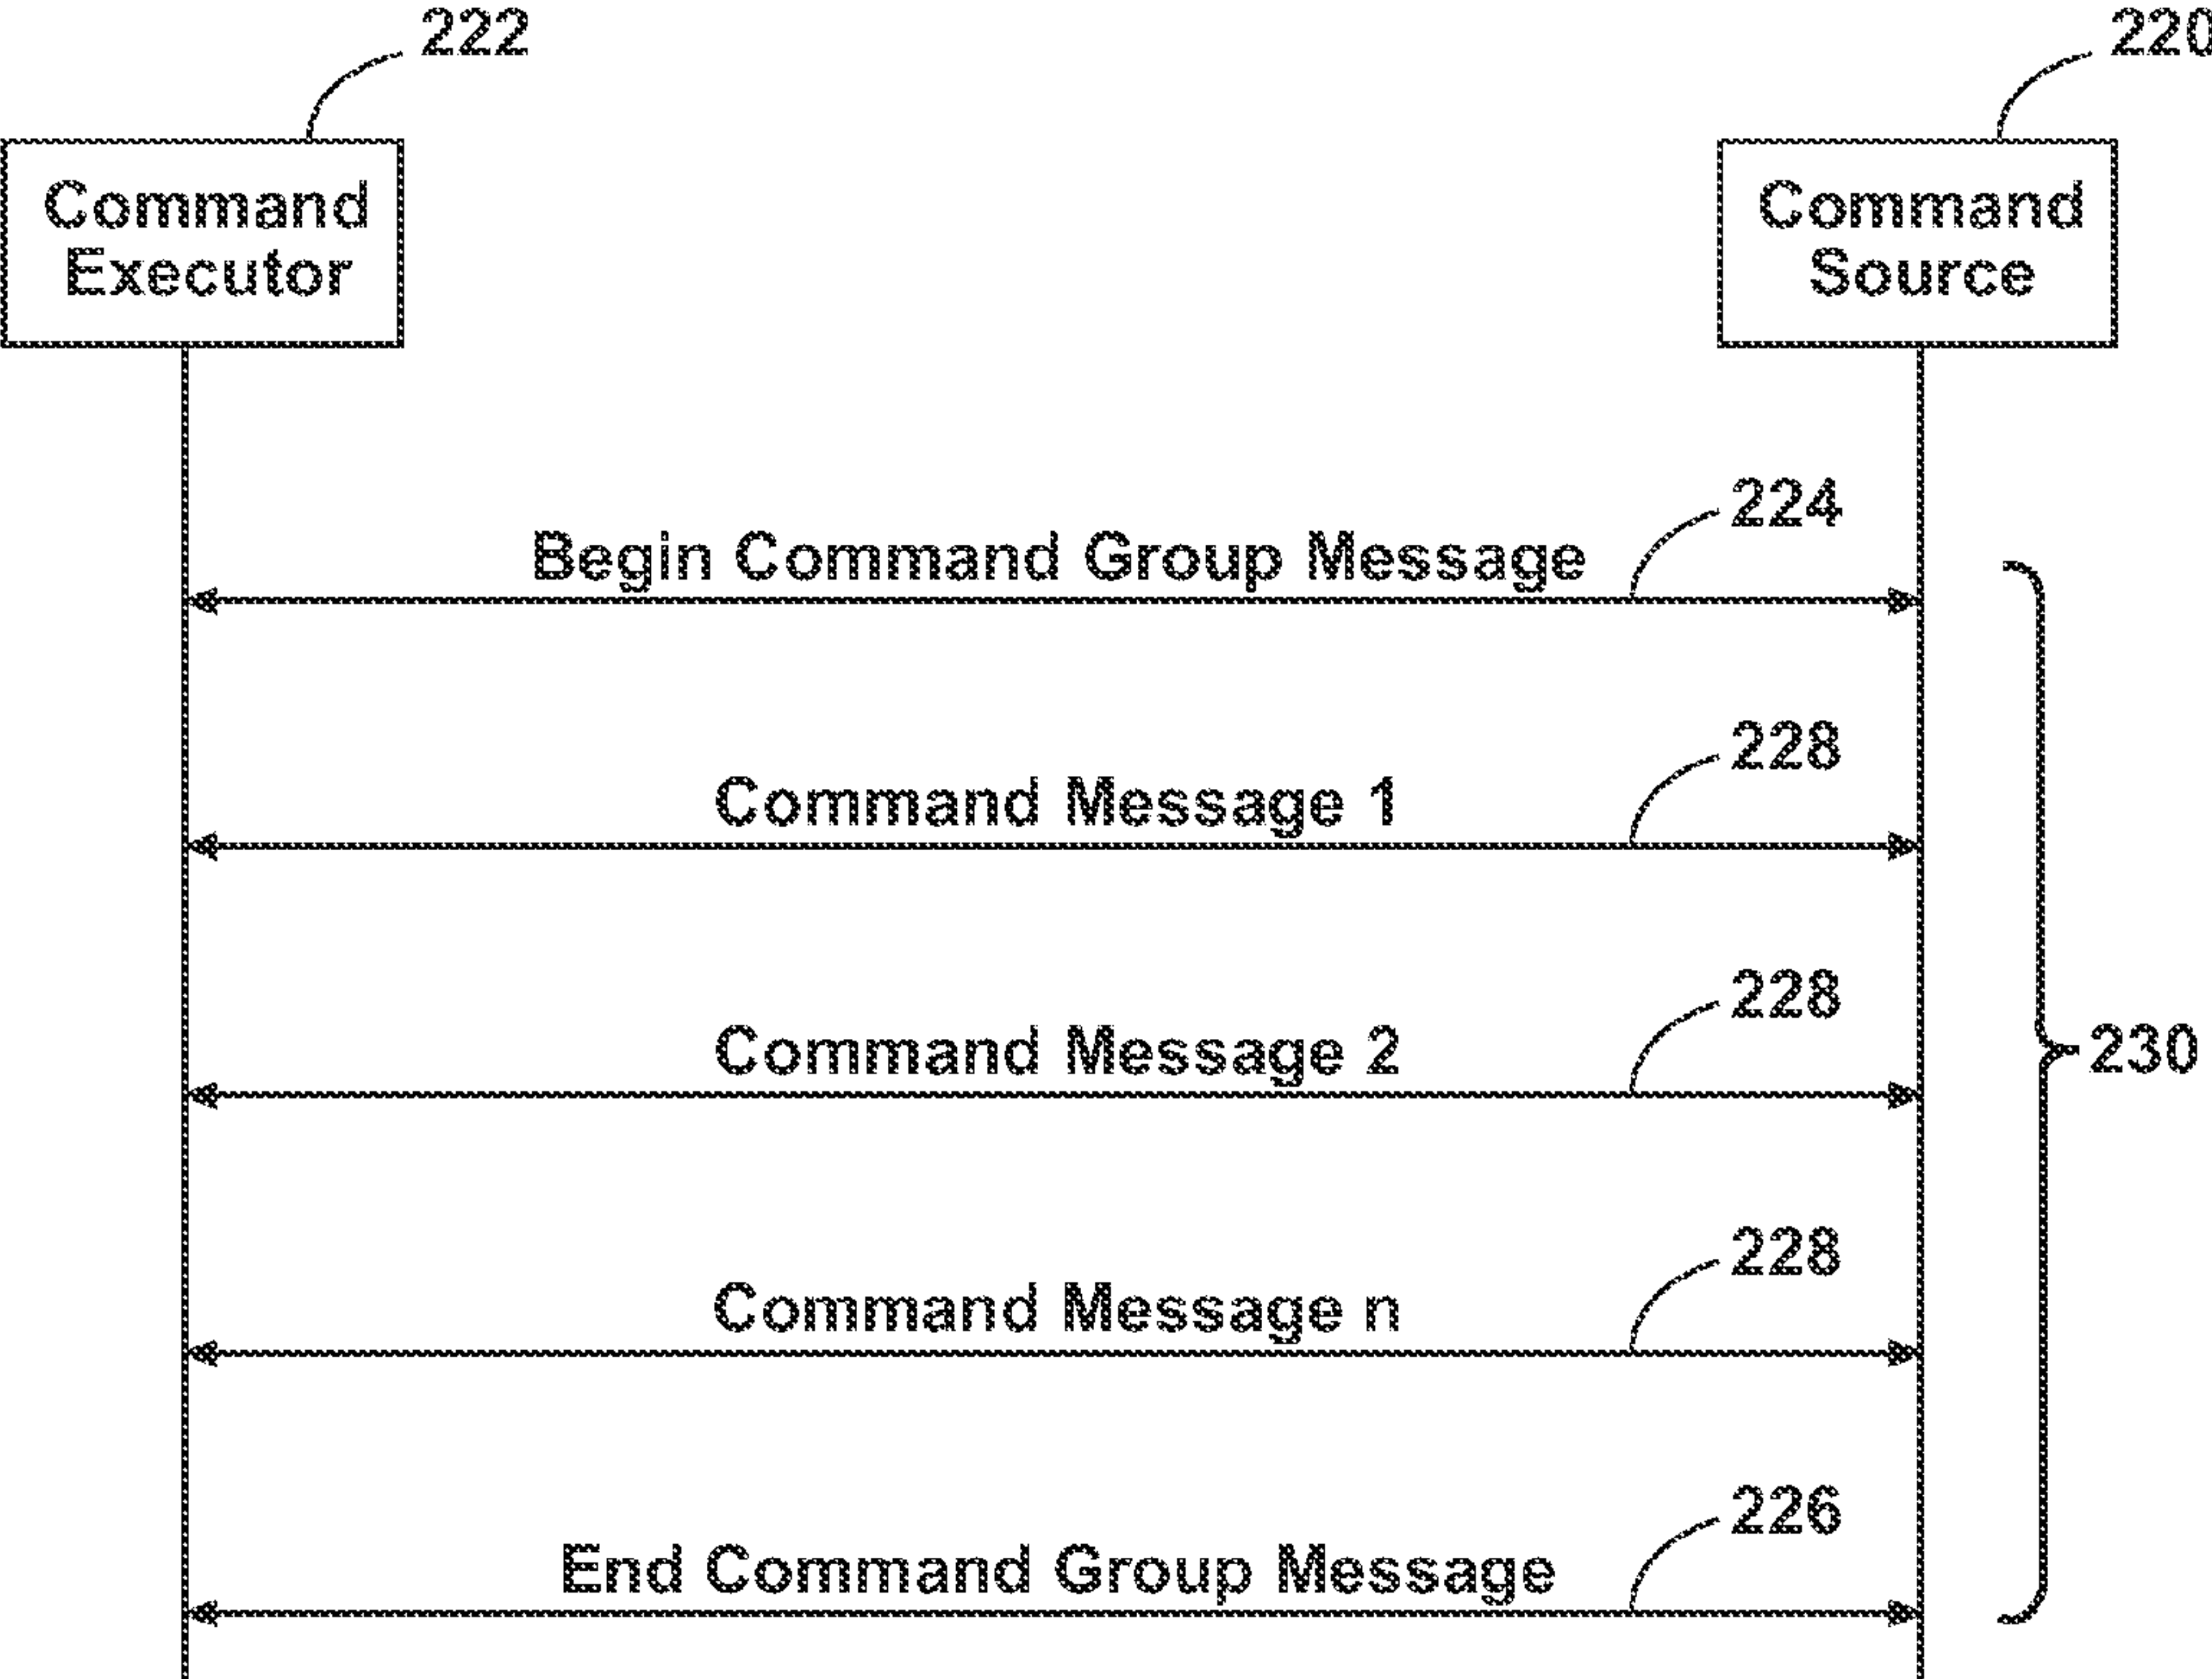 222
220
Command
Executor
Command
Source
224
Begin Command Group Message
228
Command Message 1
228
Command Message 2
230
228
Command Message n
226
End Command Group Message